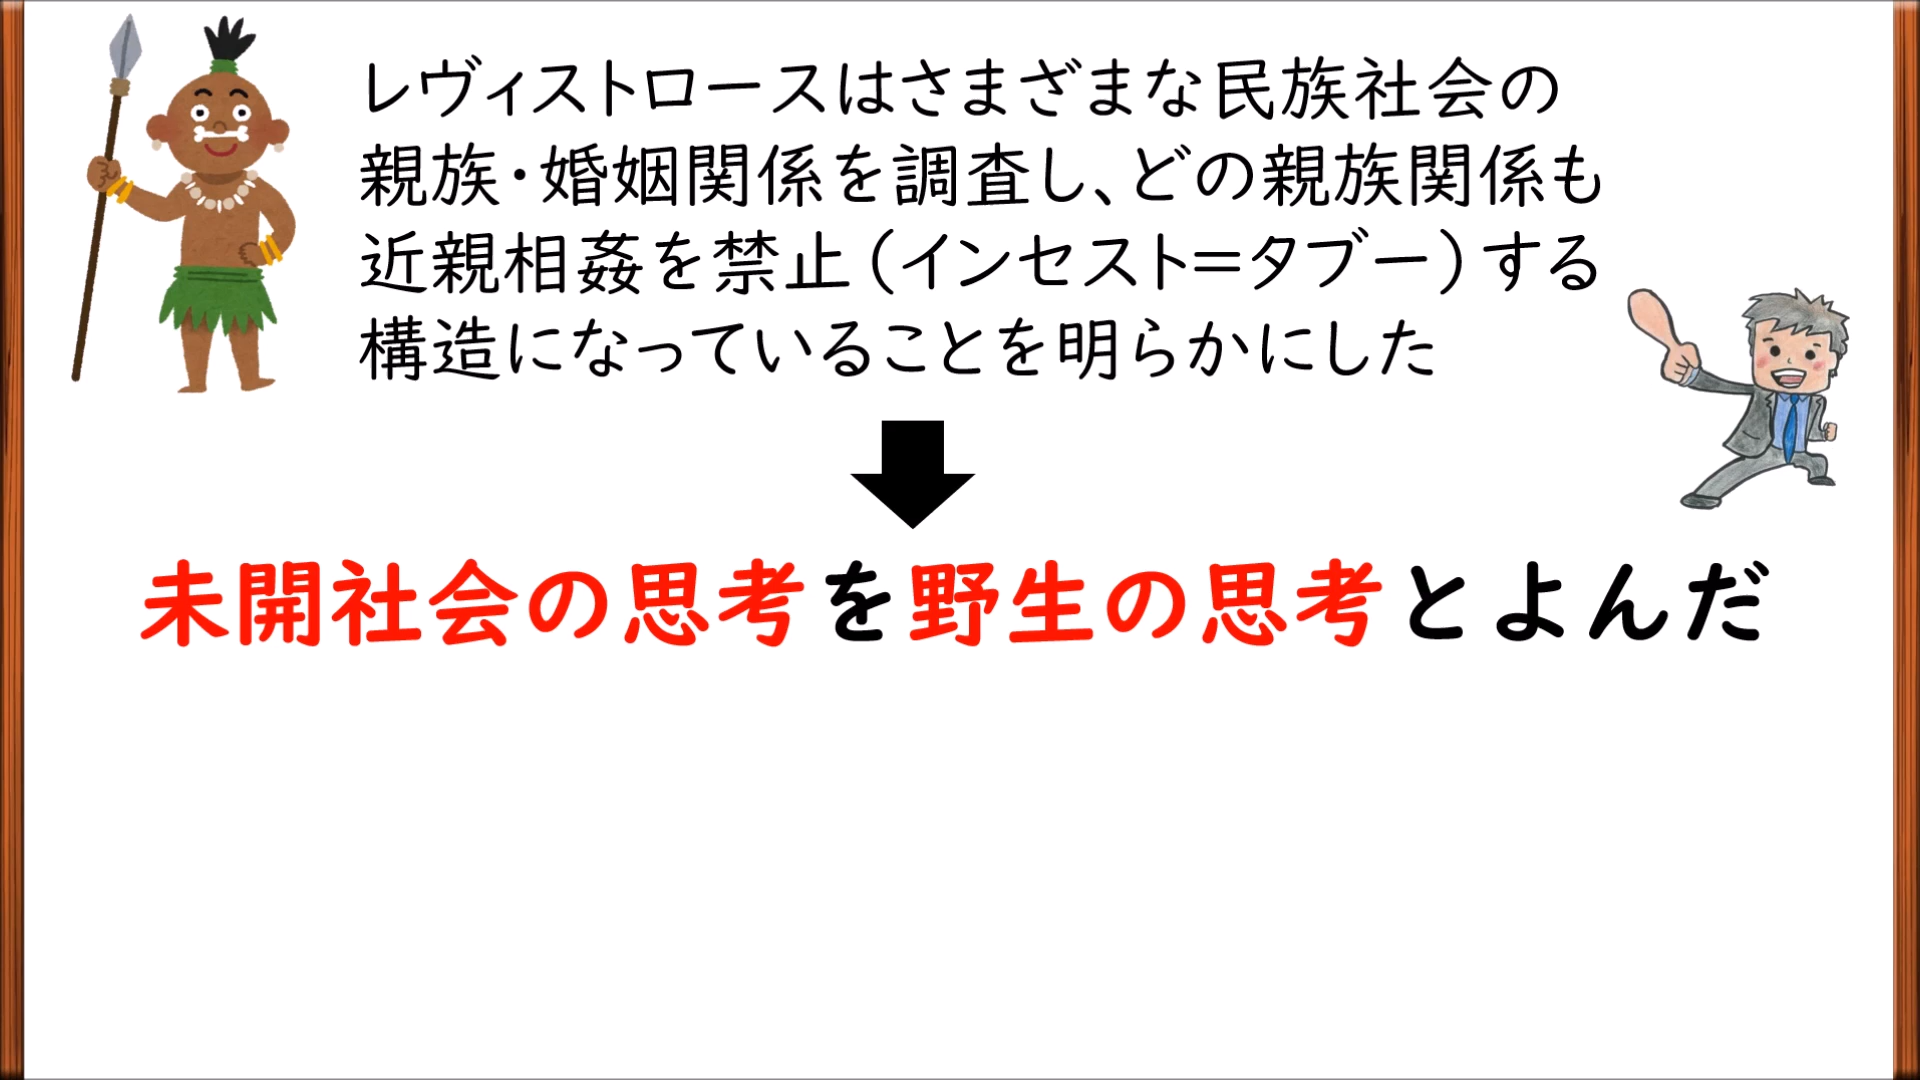 レヴィストロースはさまざまな民族社会の
親族・婚姻関係を調査し、どの親族関係も
近親相姦を禁止（インセスト=タブー）する
構造になっていることを明らかにした
未開社会の思考を野生の思考とよんだ